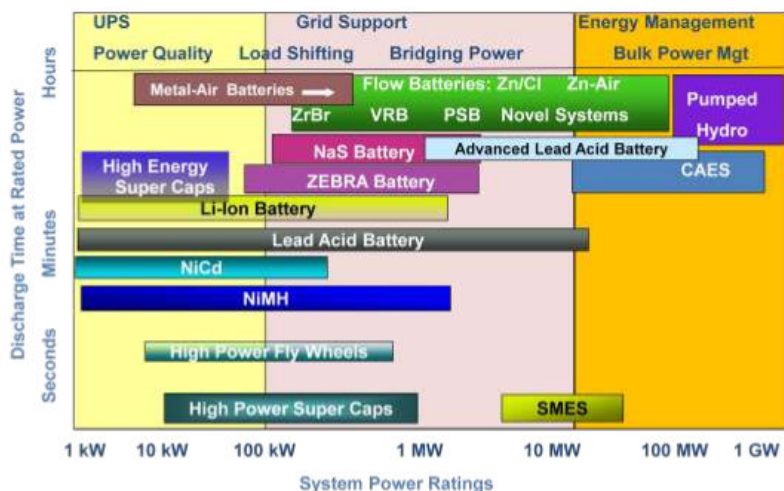 UPS Grid Support Energy Management
Power Quality Load Shifting Bridging Power Bulk Power Mgt
Hours
Minutes
Seconds
Discharge Time at Rated Power
Metal-Air Batteries
Flow Batteries: Zn/Cl Zn-Air
ZrBr VRB PSB Novel Systems
Pumped
Hydro
NaS Battery
Advanced Lead Acid Battery
High Energy
Super Caps
ZEBRA Battery
CAES
Li-Ion Battery
Lead Acid Battery
NiCd
NiMH
High Power Fly Wheels
High Power Super Caps
SMES
1 kW 10 kW 100 kW 1 MW 10 MW 100 MW 1 GW
System Power Ratings